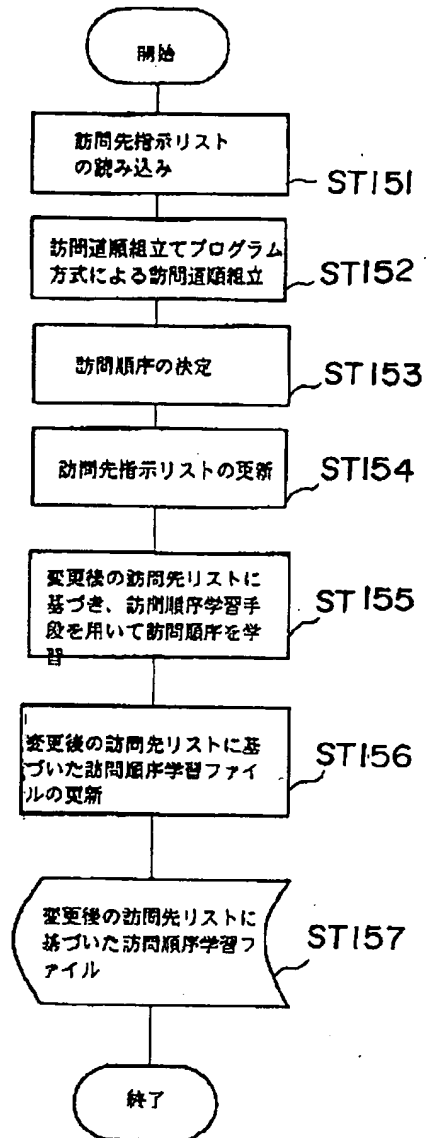 開始
訪問先指示リスト
の読み込み
ST151
訪問道順組立てプログラム
方式による訪問道順組立
ST152
訪問順序の決定
ST153
訪問先指示リストの更新
ST154
変更後の訪問先リストに
基づき、訪問順序学習手
段を用いて訪問順序を学
習
ST155
変更後の訪問先リストに基
づいた訪問順序学習ファイ
ルの更新
ST156
変更後の訪問先リストに
基づいた訪問順序学習フ
ァイル
ST157
終了